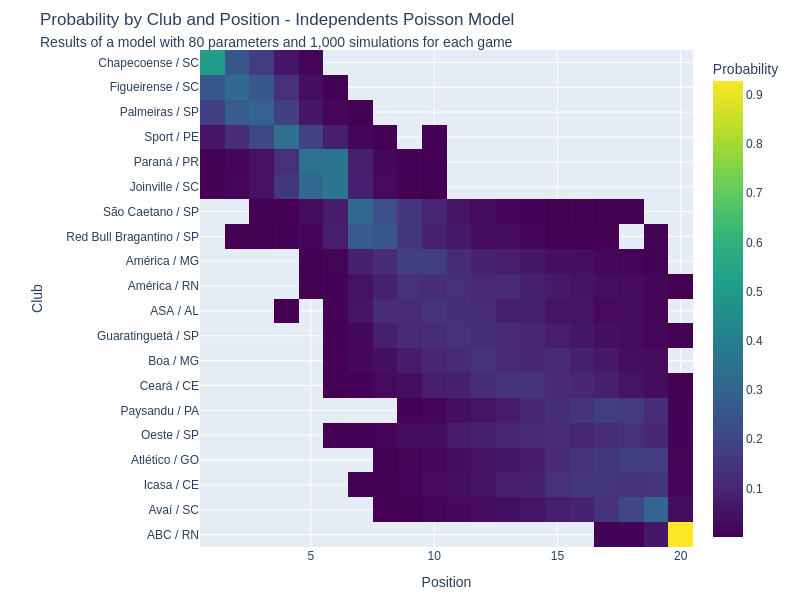 Probability by Club and Position - Independents Poisson Model
Results of a model with 80 parameters and 1,000 simulations for each game
Probability
Chapecoense / SC
Figueirense / SC
Palmeiras / SP
Sport / PE
Paraná / PR
Joinville / SC
São Caetano / SP
Red Bull Bragantino / SP
América / MG
América / RN
ASA / AL
Guaratinguetá / SP
Boa / MG
Ceará / CE
Paysandu / PA
Oeste / SP
Atlético / GO
Icasa / CE
Avaí / SC
ABC / RN
Club
5
10
15
20
Position
0.9
0.8
0.7
0.6
0.5
0.4
0.3
0.2
0.1